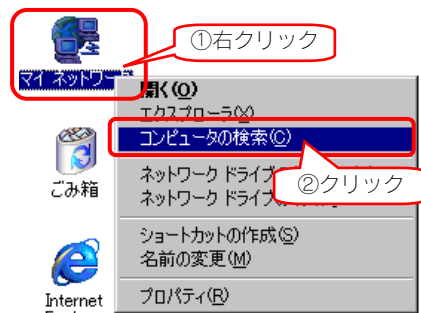 ①右クリック
マイ ネットワーク
開く(O)
エクスプローラ(X)
コンピュータの検索(C)
ごみ箱
ネットワーク ドライブの
②クリック
ネットワーク ドライブの
ショートカットの作成(S)
名前の変更(M)
Internet
プロパティ(R)